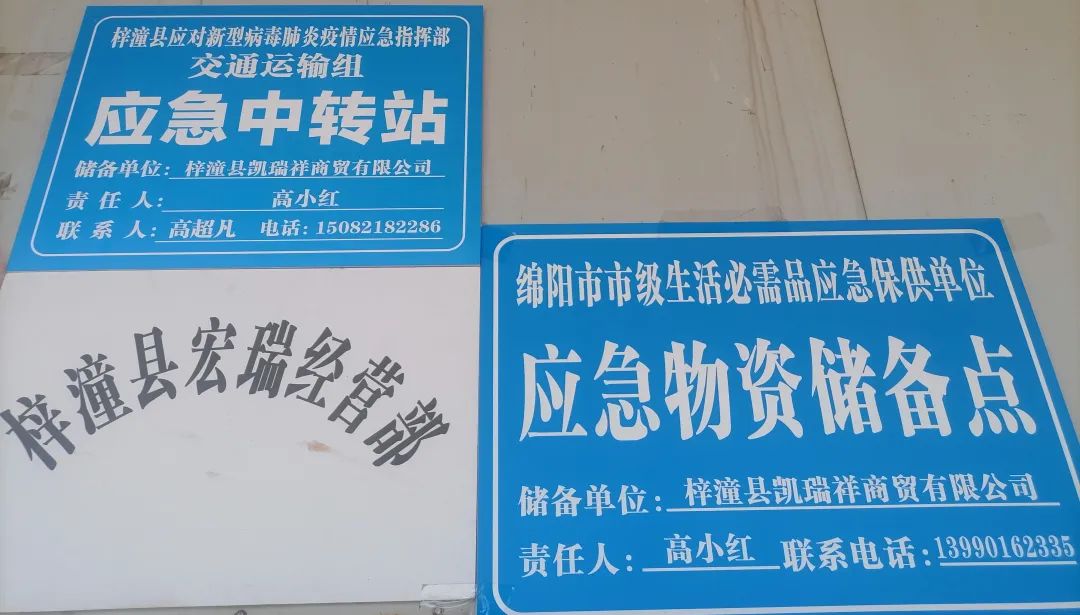 梓潼县应对新型病毒肺炎疫情应急指挥部
交通运输组
应急中转站
储备单位：梓潼县凯瑞祥商贸有限公司
责 任 人：高小红
联 系 人：高超凡 电话：15082182286
梓潼县宏瑞经营部
绵阳市市级生活必需品应急保供单位
应急物资储备点
储备单位：梓潼县凯瑞祥商贸有限公司
责任人：高小红 联系电话：13990162335